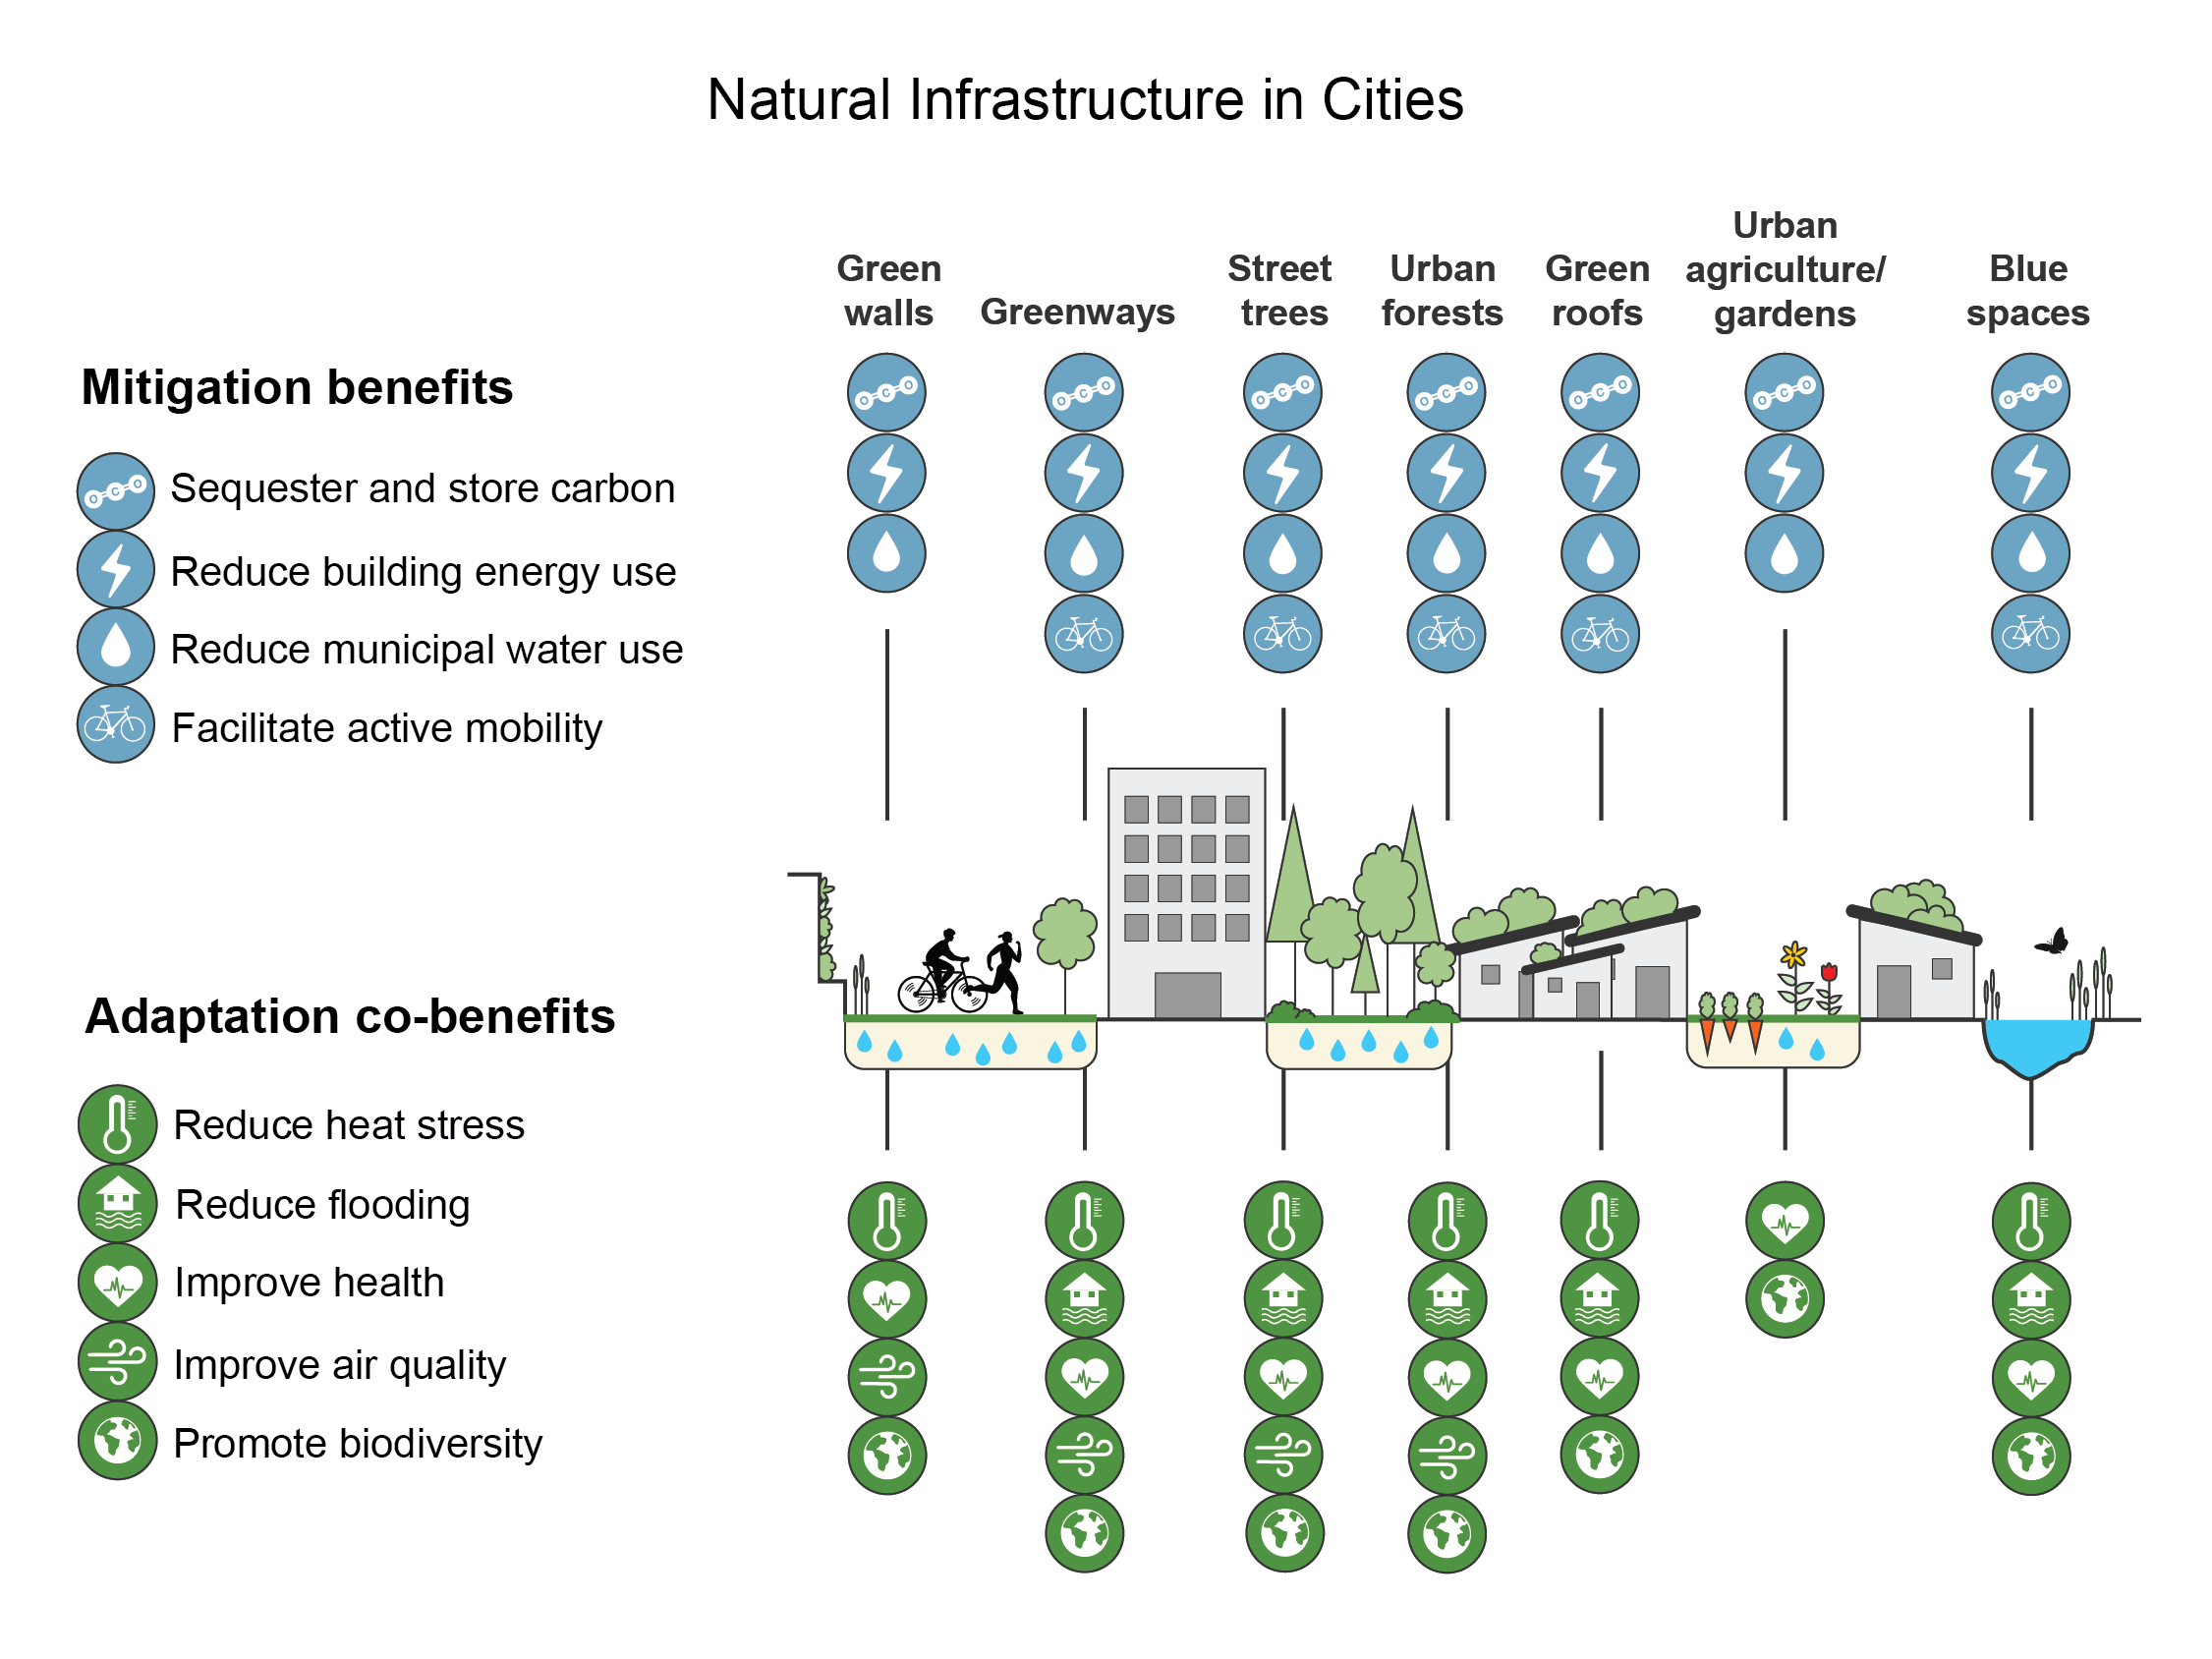 Natural Infrastructure in Cities
Green
walls
Greenways
Street
trees
Urban
forests
Green
roofs
Urban
agriculture/
gardens
Blue
spaces
Mitigation benefits
Sequester and store carbon
Reduce building energy use
Reduce municipal water use
Facilitate active mobility
Adaptation co-benefits
Reduce heat stress
Reduce flooding
Improve health
Improve air quality
Promote biodiversity